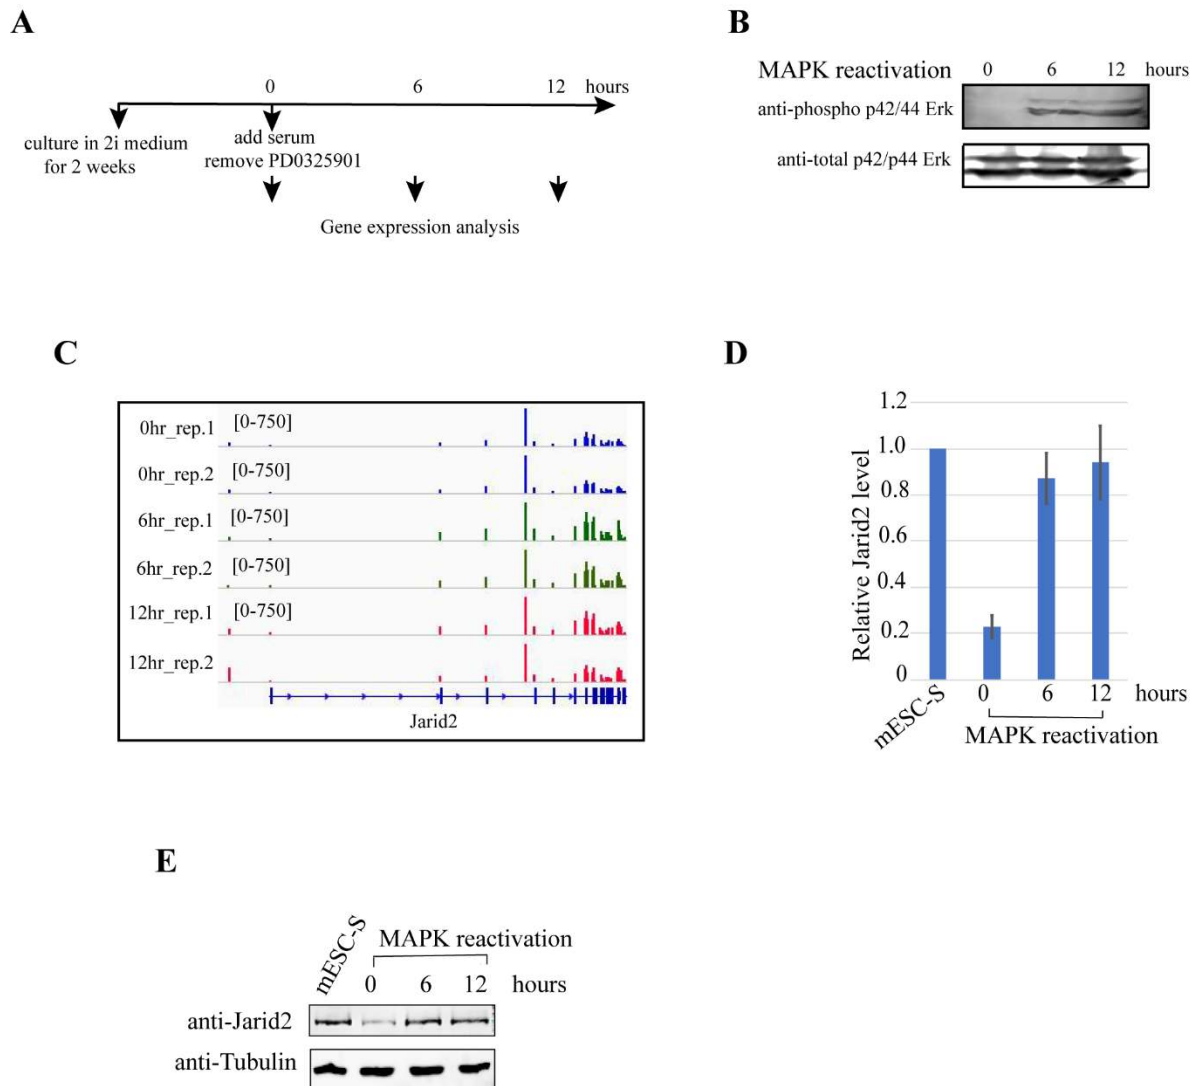 A
0 6 12 hours
culture in 2i medium
for 2 weeks
add serum
remove PD0325901
Gene expression analysis
B
MAPK reactivation 0 6 12 hours
anti-phospho p42/44 Erk
anti-total p42/p44 Erk
C
0hr_rep.1 [0-750]
0hr_rep.2 [0-750]
6hr_rep.1 [0-750]
6hr_rep.2 [0-750]
12hr_rep.1 [0-750]
12hr_rep.2
Jarid2
D
Relative Jarid2 level
1.2
1.0
0.8
0.6
0.4
0.2
0
mESC-S 0 6 12 hours
MAPK reactivation
E
mESC-S
MAPK reactivation
0 6 12 hours
anti-Jarid2
anti-Tubulin